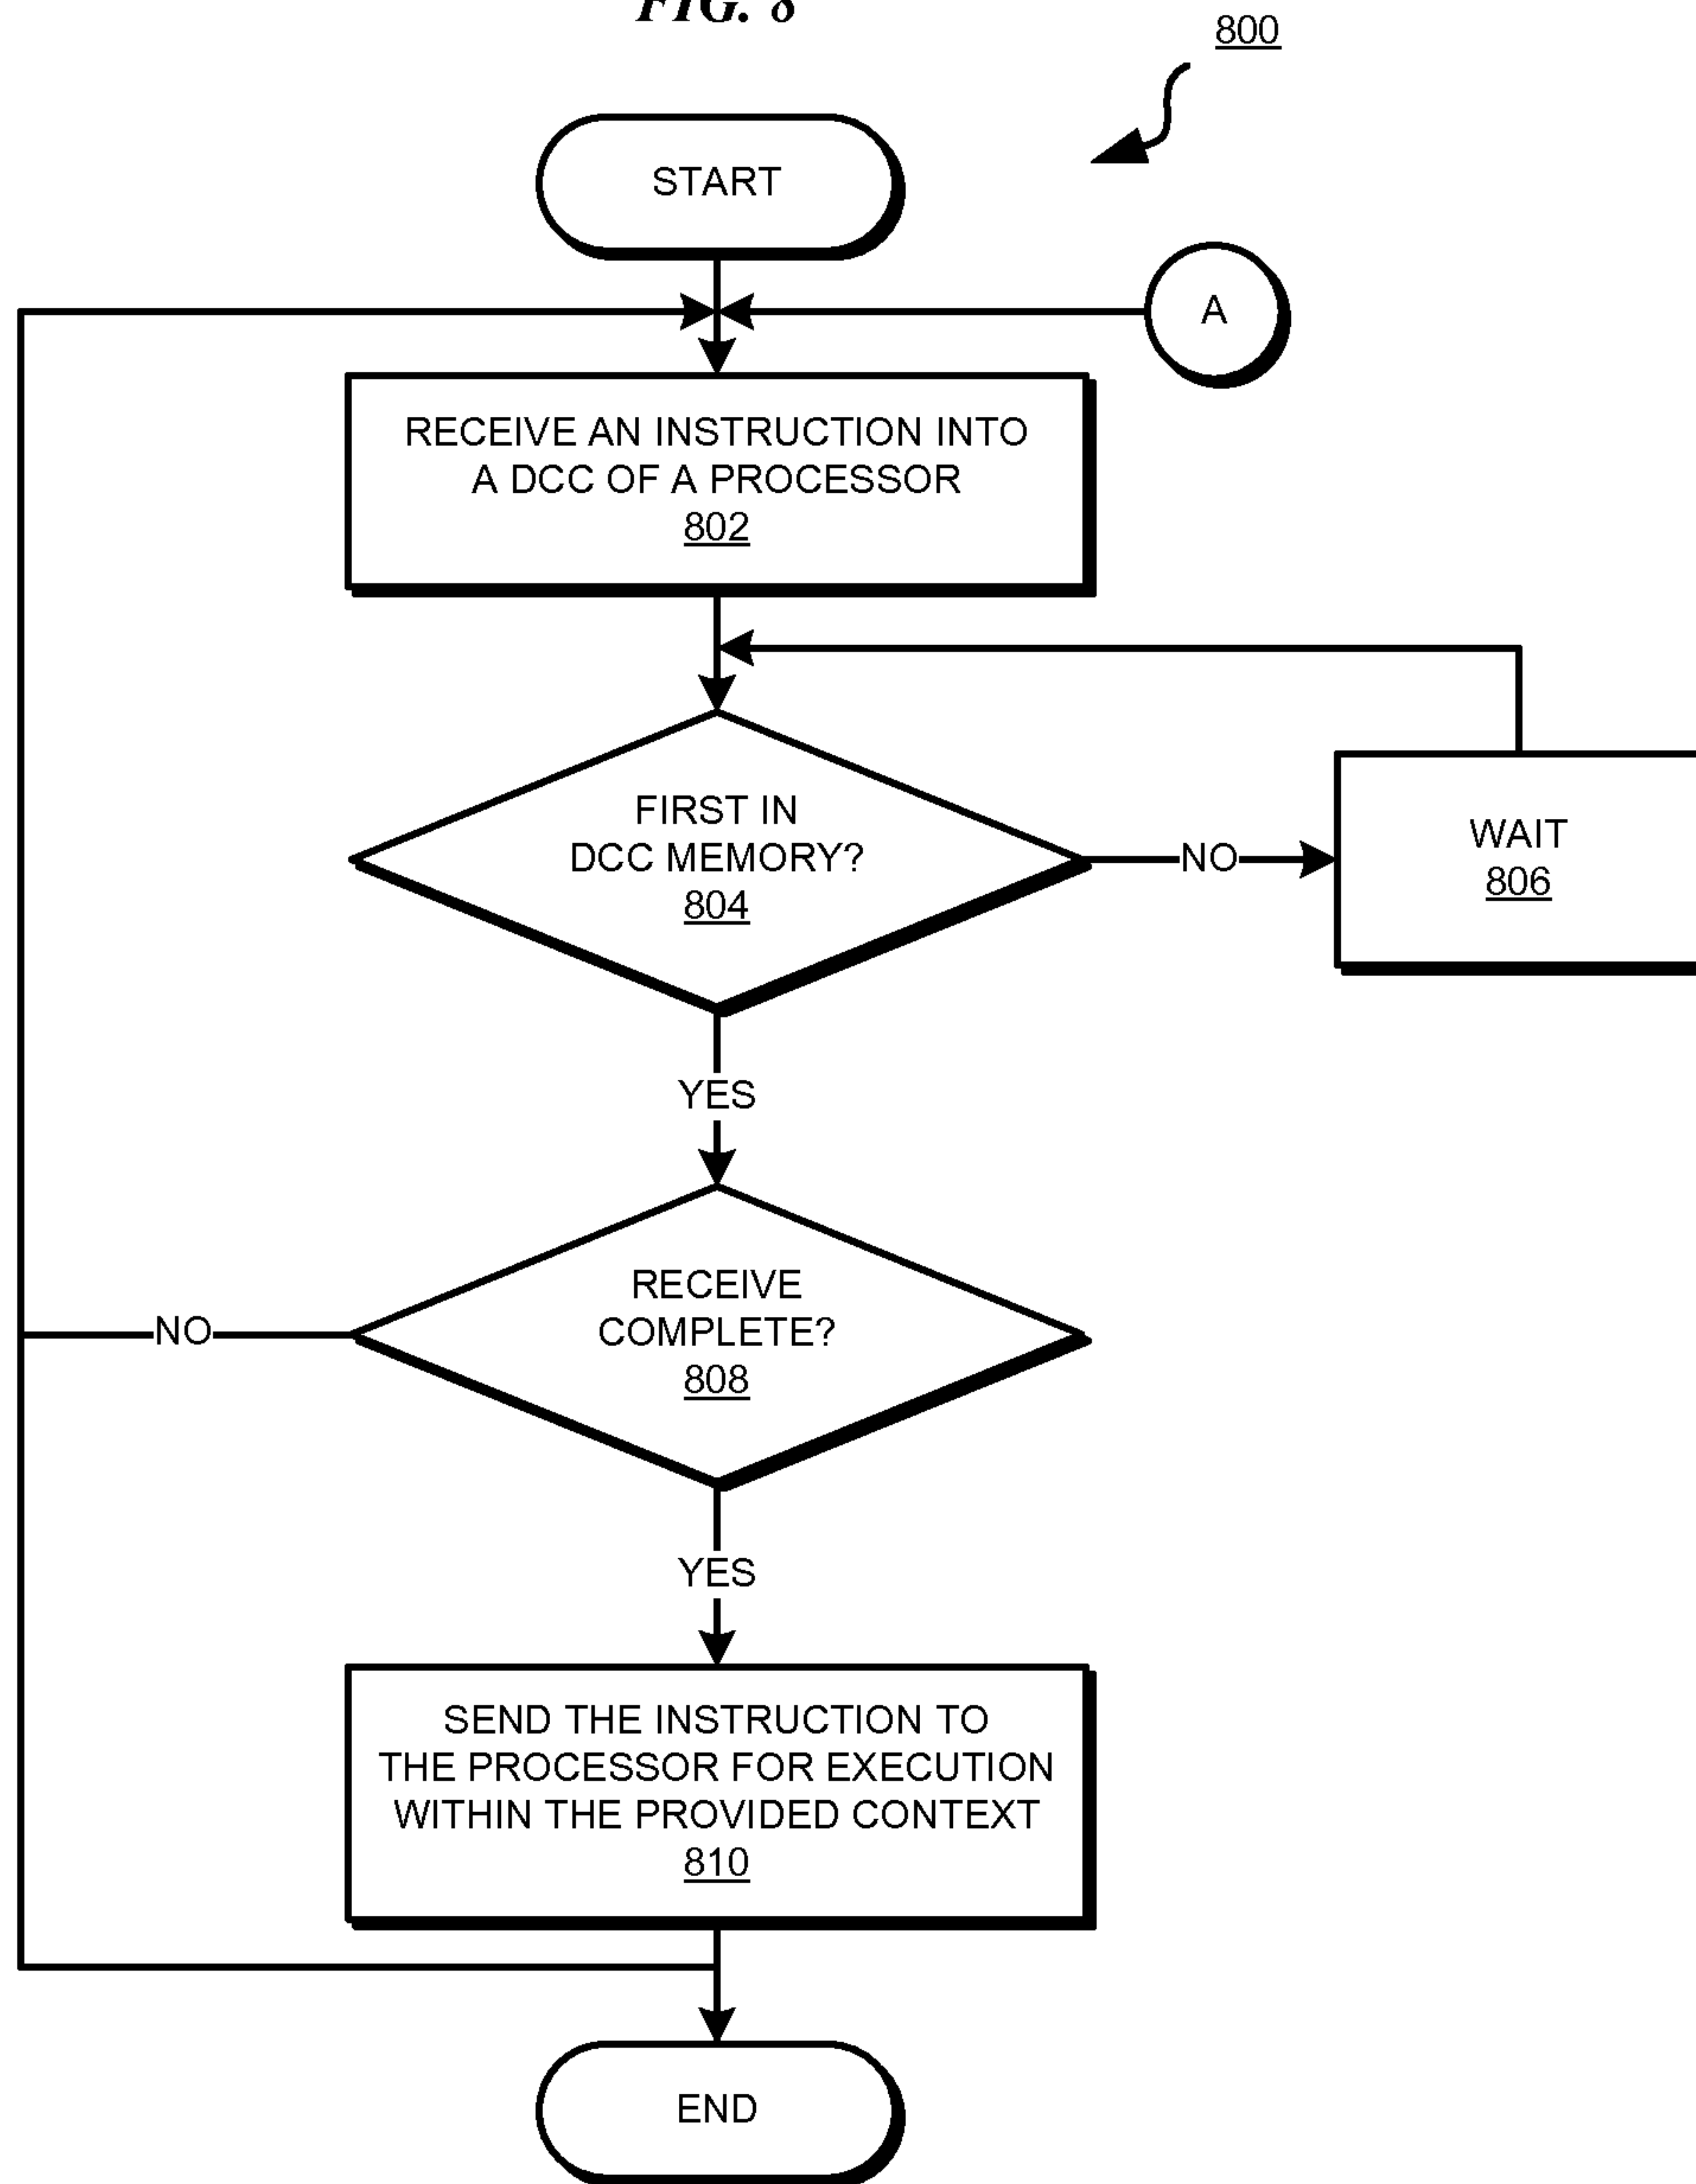 FIG. 8
800
START
A
RECEIVE AN INSTRUCTION INTO
A DCC OF A PROCESSOR
802
FIRST IN
DCC MEMORY?
804
NO
WAIT
806
YES
RECEIVE
COMPLETE?
808
NO
YES
SEND THE INSTRUCTION TO
THE PROCESSOR FOR EXECUTION
WITHIN THE PROVIDED CONTEXT
810
END